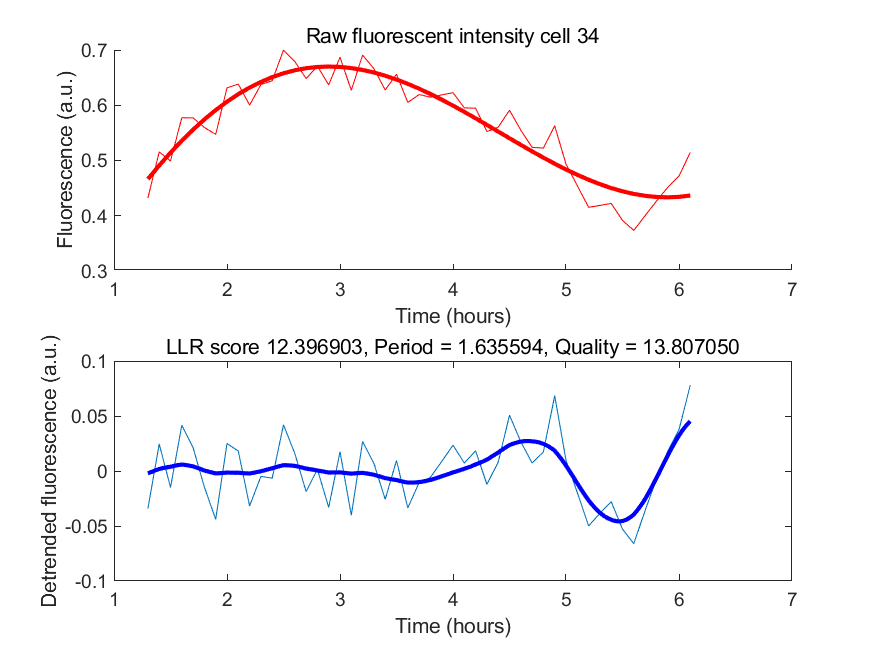 Raw fluorescent intensity cell 34
0.7
0.6
0.5
0.4
0.3
Fluorescence (a.u.)
1 2 3 4 5 6 7
Time (hours)
LLR score 12.396903, Period = 1.635594, Quality = 13.807050
0.1
0.05
0
-0.05
-0.1
Detrended fluorescence (a.u.)
1 2 3 4 5 6 7
Time (hours)